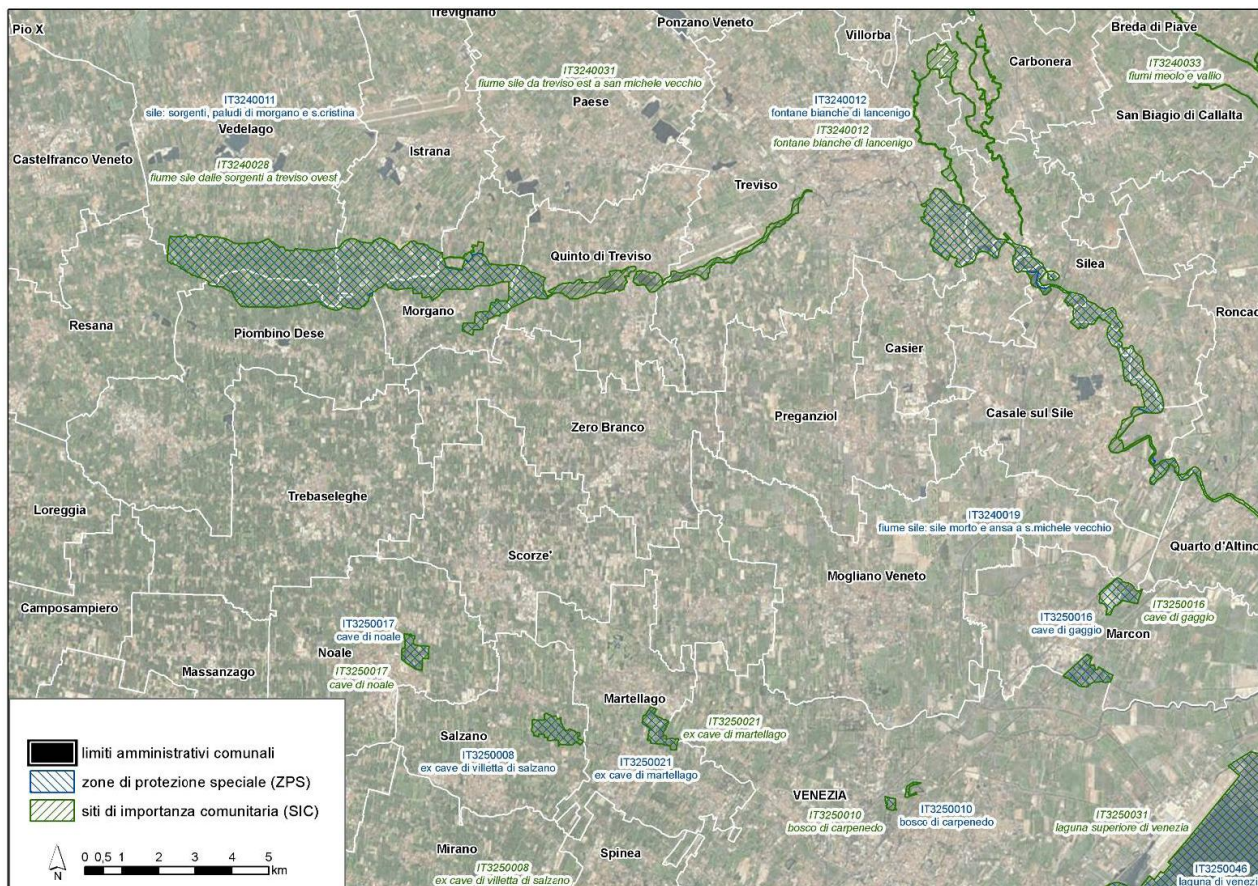 Pio X
Trevignano
Ponzano Veneto
Villorba
Breda di Piave
Carbonera
IT3240033
fiumi meolo e vallio
IT3240031
fiume sile da treviso est a san michele vecchio
IT3240011
sile: sorgenti, paludi di morgano e s.cristina
Paese
IT3240012
fontane bianche di lancenigo
San Biagio di Callalta
Vedelago
IT3240012
fontane bianche di lancenigo
Castelfranco Veneto
Istrana
IT3240028
fiume sile dalle sorgenti a treviso ovest
Treviso
Quinto di Treviso
Silea
Resana
Piombino Dese
Morgano
Roncad
Casier
Zero Branco
Preganziol
Casale sul Sile
Trebaseleghe
Loreggia
IT3240019
fiume sile: sile morto e ansa a s.michele vecchio
Scorze'
Quarto d'Altino
Mogliano Veneto
Camposampiero
IT3250017
cave di noale
IT3250016
cave di gaggio
IT3250016
cave di gaggio
Marcon
Noale
Massanzago
IT3250017
cave di noale
Martellago
Salzano
IT3250021
ex cave di martellago
IT3250008
ex cave di villetta di salzano
IT3250021
ex cave di martellago
VENEZIA
IT3250010
bosco di carpenedo
IT3250010
bosco di carpenedo
IT3250031
laguna superiore di venezia
Mirano
Spinea
IT3250008
ex cave di villetta di salzano
IT3250046
laguna di venezi
limiti amministrativi comunali
zone di protezione speciale (ZPS)
siti di importanza comunitaria (SIC)
N
0 0,5 1 2 3 4 5
km